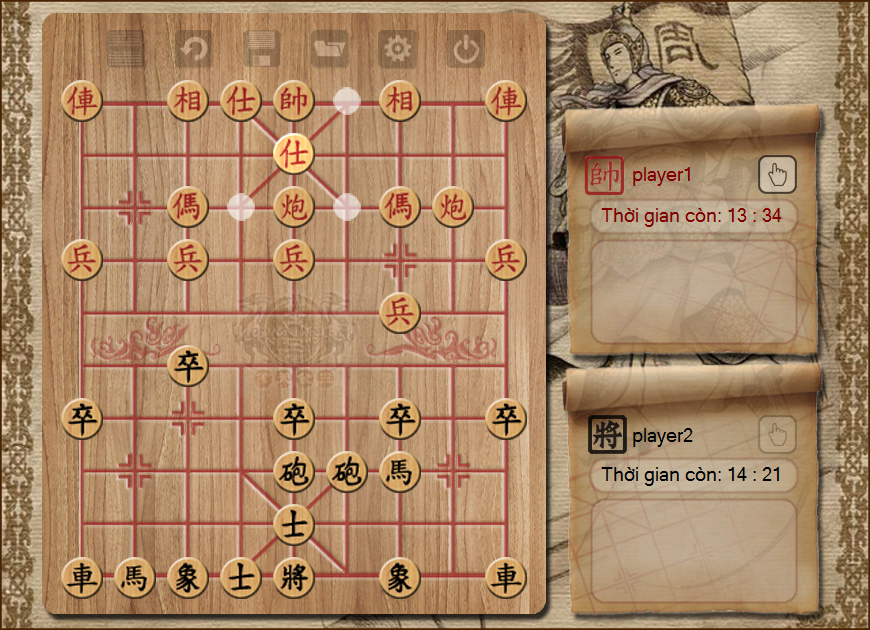 俥 相 仕 帥 相 俥
仕
傌 炮 傌 炮
兵 兵 兵 兵
兵
卒
卒 卒 卒 卒
砲 砲 馬
士
車 馬 象 士 將 象 車
帥 player1
Thời gian còn: 13 : 34
將 player2
Thời gian còn: 14 : 21